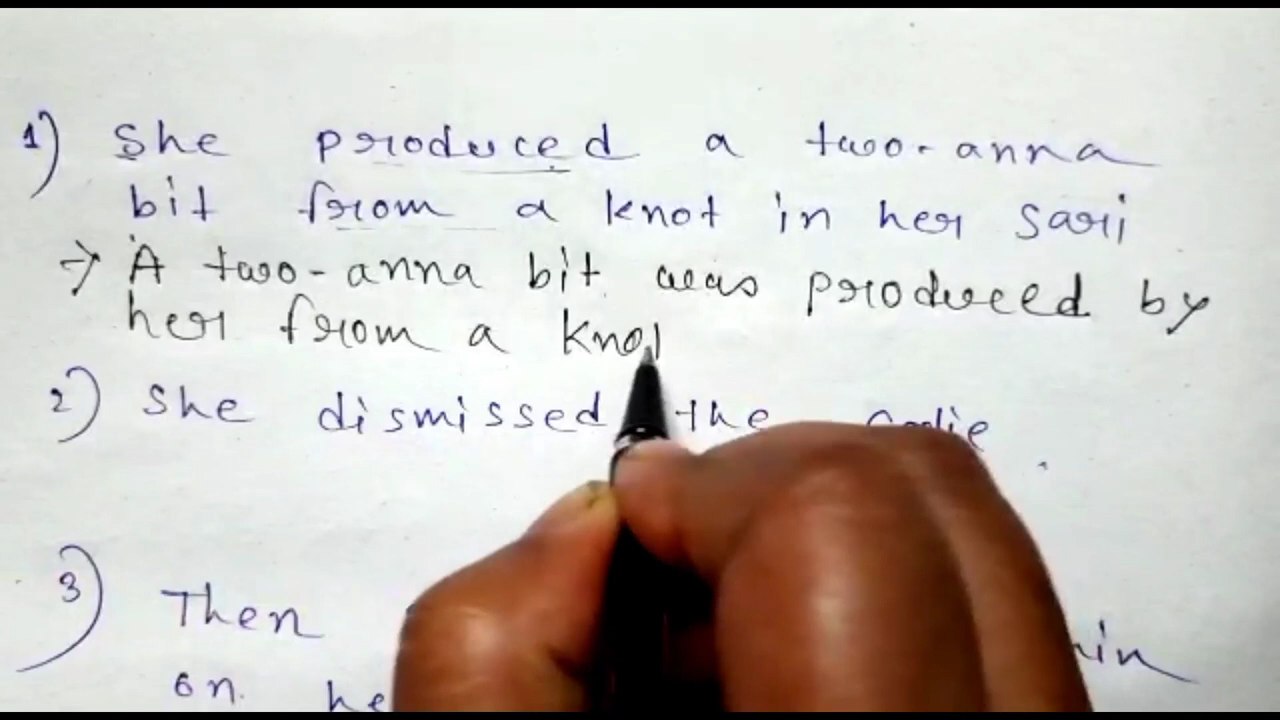 1) She produced a two-anna
bit from a knot in her sari
→ A two-anna bit was produced by
her from a kno
2) She dismissed the
3) Then
on